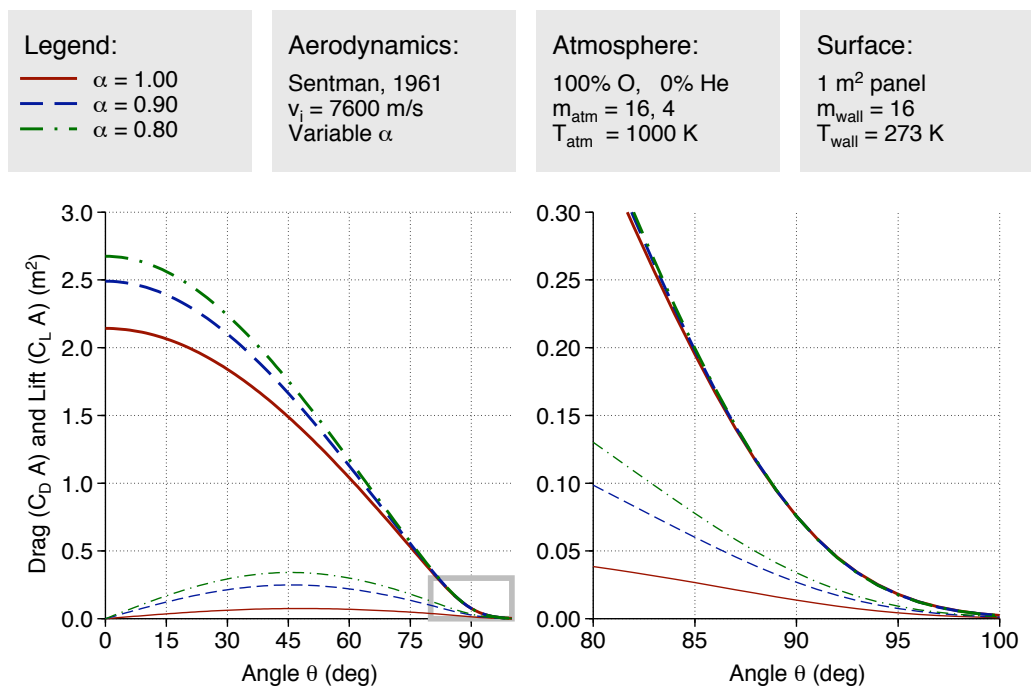 Legend:
α = 1.00
α = 0.90
α = 0.80
Aerodynamics:
Sentman, 1961
vi = 7600 m/s
Variable α
Atmosphere:
100% O, 0% He
matm = 16, 4
Tatm = 1000 K
Surface:
1 m² panel
mwall = 16
Twall = 273 K
Drag (CD A) and Lift (CL A) (m²)
3.0
2.5
2.0
1.5
1.0
0.5
0.0
0 15 30 45 60 75 90
Angle θ (deg)
0.30
0.25
0.20
0.15
0.10
0.05
0.00
80 85 90 95 100
Angle θ (deg)